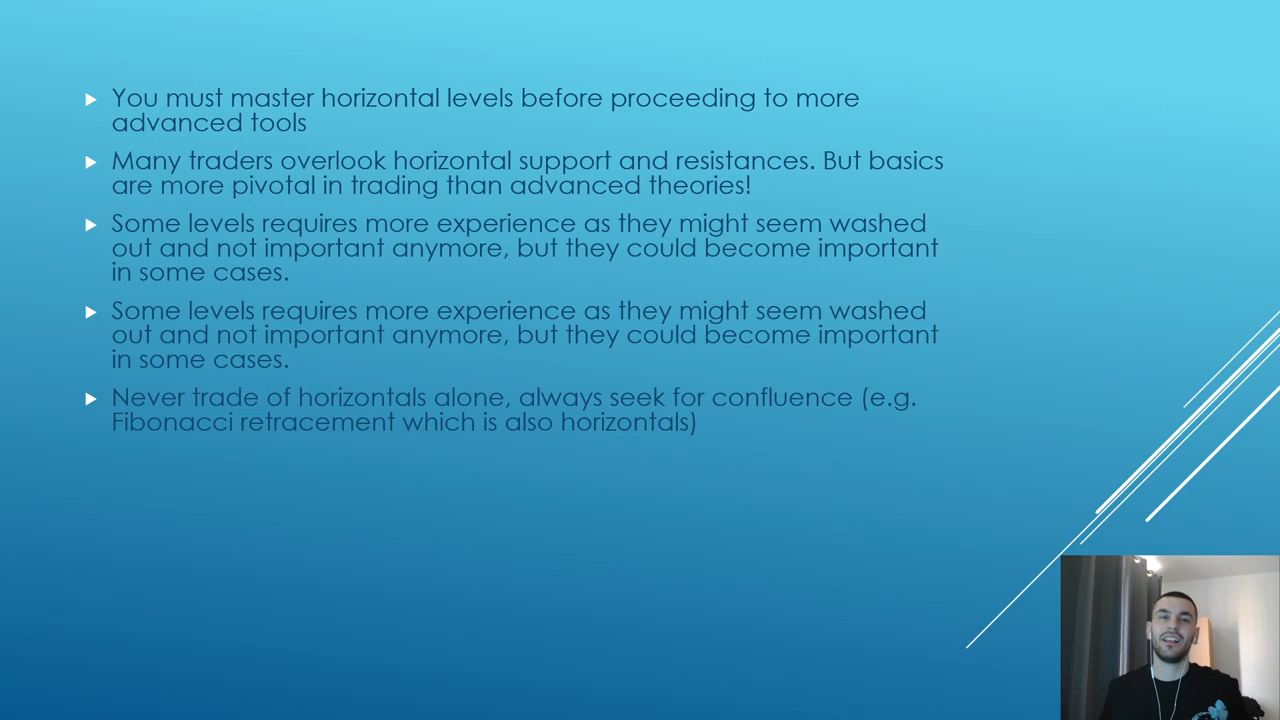 You must master horizontal levels before proceeding to more
advanced tools
Many traders overlook horizontal support and resistances. But basics
are more pivotal in trading than advanced theories!
Some levels requires more experience as they might seem washed
out and not important anymore, but they could become important
in some cases.
Some levels requires more experience as they might seem washed
out and not important anymore, but they could become important
in some cases.
Never trade of horizontals alone, always seek for confluence (e.g.
Fibonacci retracement which is also horizontals)